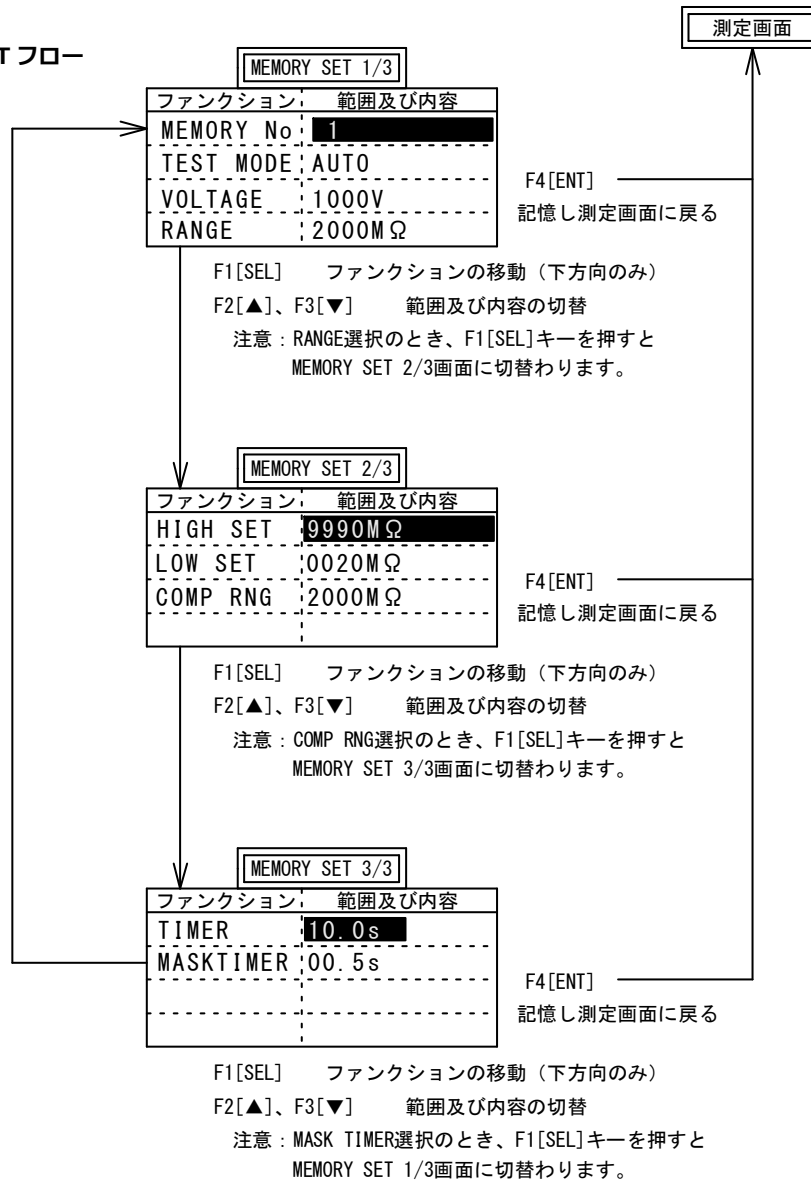 測定画面
T フロー
MEMORY SET 1/3
ファンクション 範囲及び内容
MEMORY No 1
TEST MODE AUTO
VOLTAGE 1000V
RANGE 2000MΩ
F4[ENT]
記憶し測定画面に戻る
F1[SEL] ファンクションの移動（下方向のみ）
F2[▲]、F3[▼] 範囲及び内容の切替
注意：RANGE選択のとき、F1[SEL]キーを押すと
MEMORY SET 2/3画面に切替わります。
MEMORY SET 2/3
ファンクション 範囲及び内容
HIGH SET 9990MΩ
LOW SET 0020MΩ
COMP RNG 2000MΩ
F4[ENT]
記憶し測定画面に戻る
F1[SEL] ファンクションの移動（下方向のみ）
F2[▲]、F3[▼] 範囲及び内容の切替
注意：COMP RNG選択のとき、F1[SEL]キーを押すと
MEMORY SET 3/3画面に切替わります。
MEMORY SET 3/3
ファンクション 範囲及び内容
TIMER 10.0s
MASKTIMER 00.5s
F4[ENT]
記憶し測定画面に戻る
F1[SEL] ファンクションの移動（下方向のみ）
F2[▲]、F3[▼] 範囲及び内容の切替
注意：MASK TIMER選択のとき、F1[SEL]キーを押すと
MEMORY SET 1/3画面に切替わります。